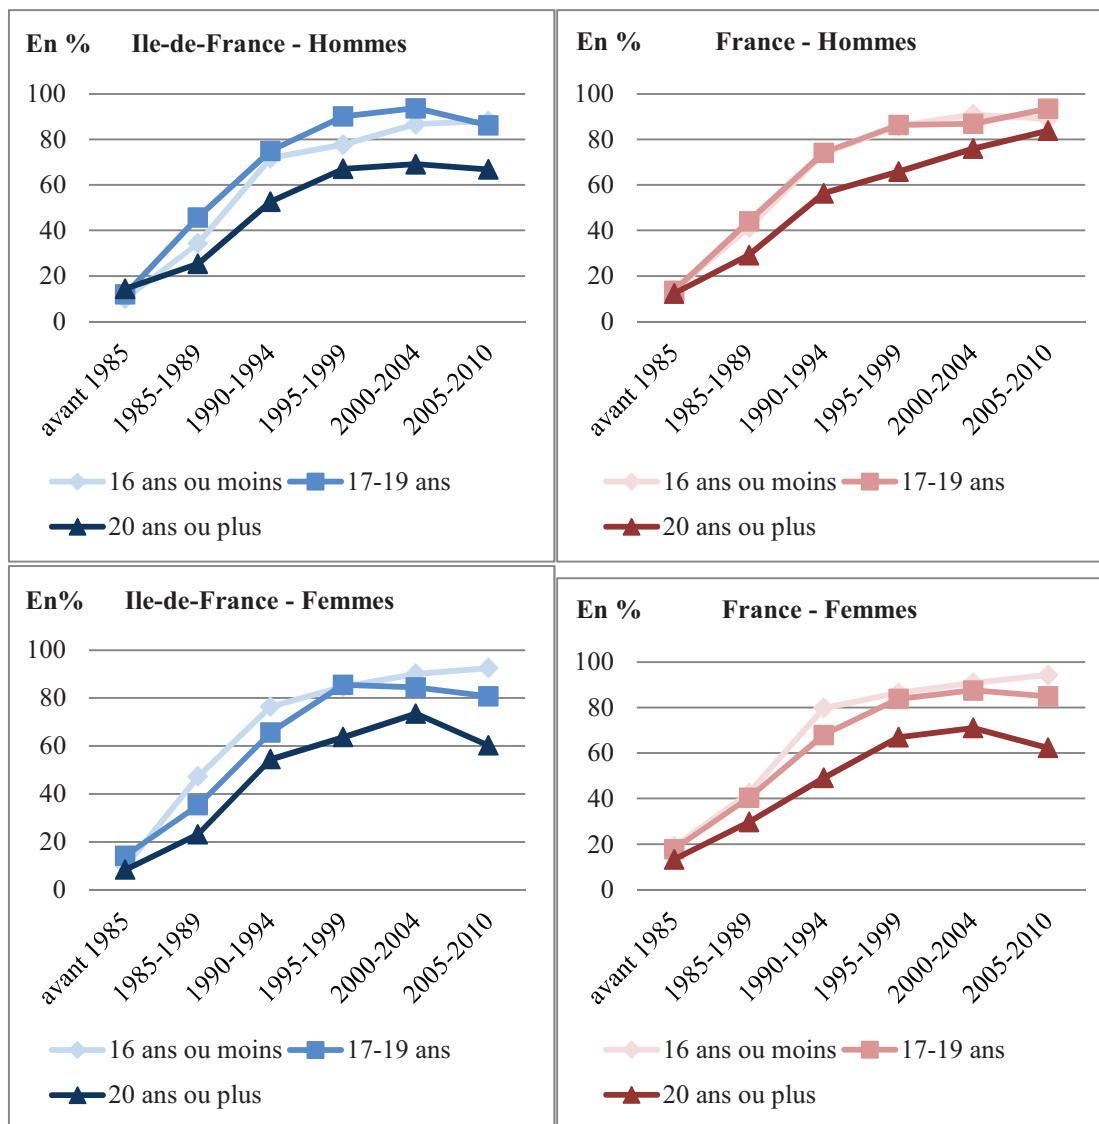 En % Ile-de-France - Hommes
100
80
60
40
20
0
avant 1985
1985-1989
1990-1994
1995-1999
2000-2004
2005-2010
16 ans ou moins 17-19 ans
20 ans ou plus
En % France - Hommes
100
80
60
40
20
0
avant 1985
1985-1989
1990-1994
1995-1999
2000-2004
2005-2010
16 ans ou moins 17-19 ans
20 ans ou plus
En% Ile-de-France - Femmes
100
80
60
40
20
0
avant 1985
1985-1989
1990-1994
1995-1999
2000-2004
2005-2010
16 ans ou moins 17-19 ans
20 ans ou plus
En % France - Femmes
100
80
60
40
20
0
avant 1985
1985-1989
1990-1994
1995-1999
2000-2004
2005-2010
16 ans ou moins 17-19 ans
20 ans ou plus